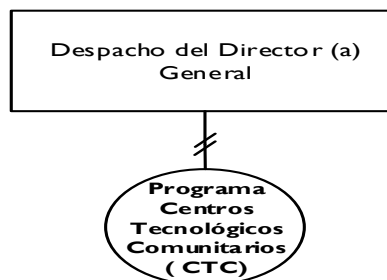 Despacho del Director (a)
General
Programa
Centros
Tecnológicos
Comunitarios
( CTC)